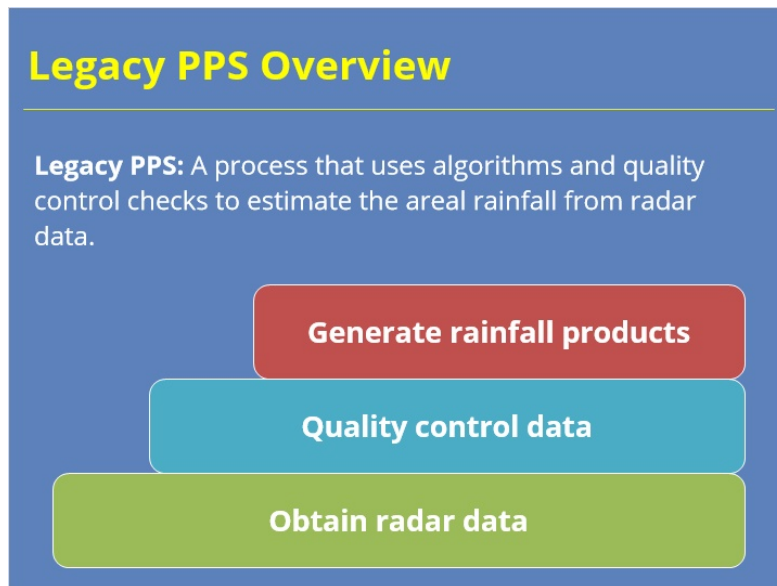 Legacy PPS Overview
Legacy PPS: A process that uses algorithms and quality
control checks to estimate the areal rainfall from radar
data.
Generate rainfall products
Quality control data
Obtain radar data